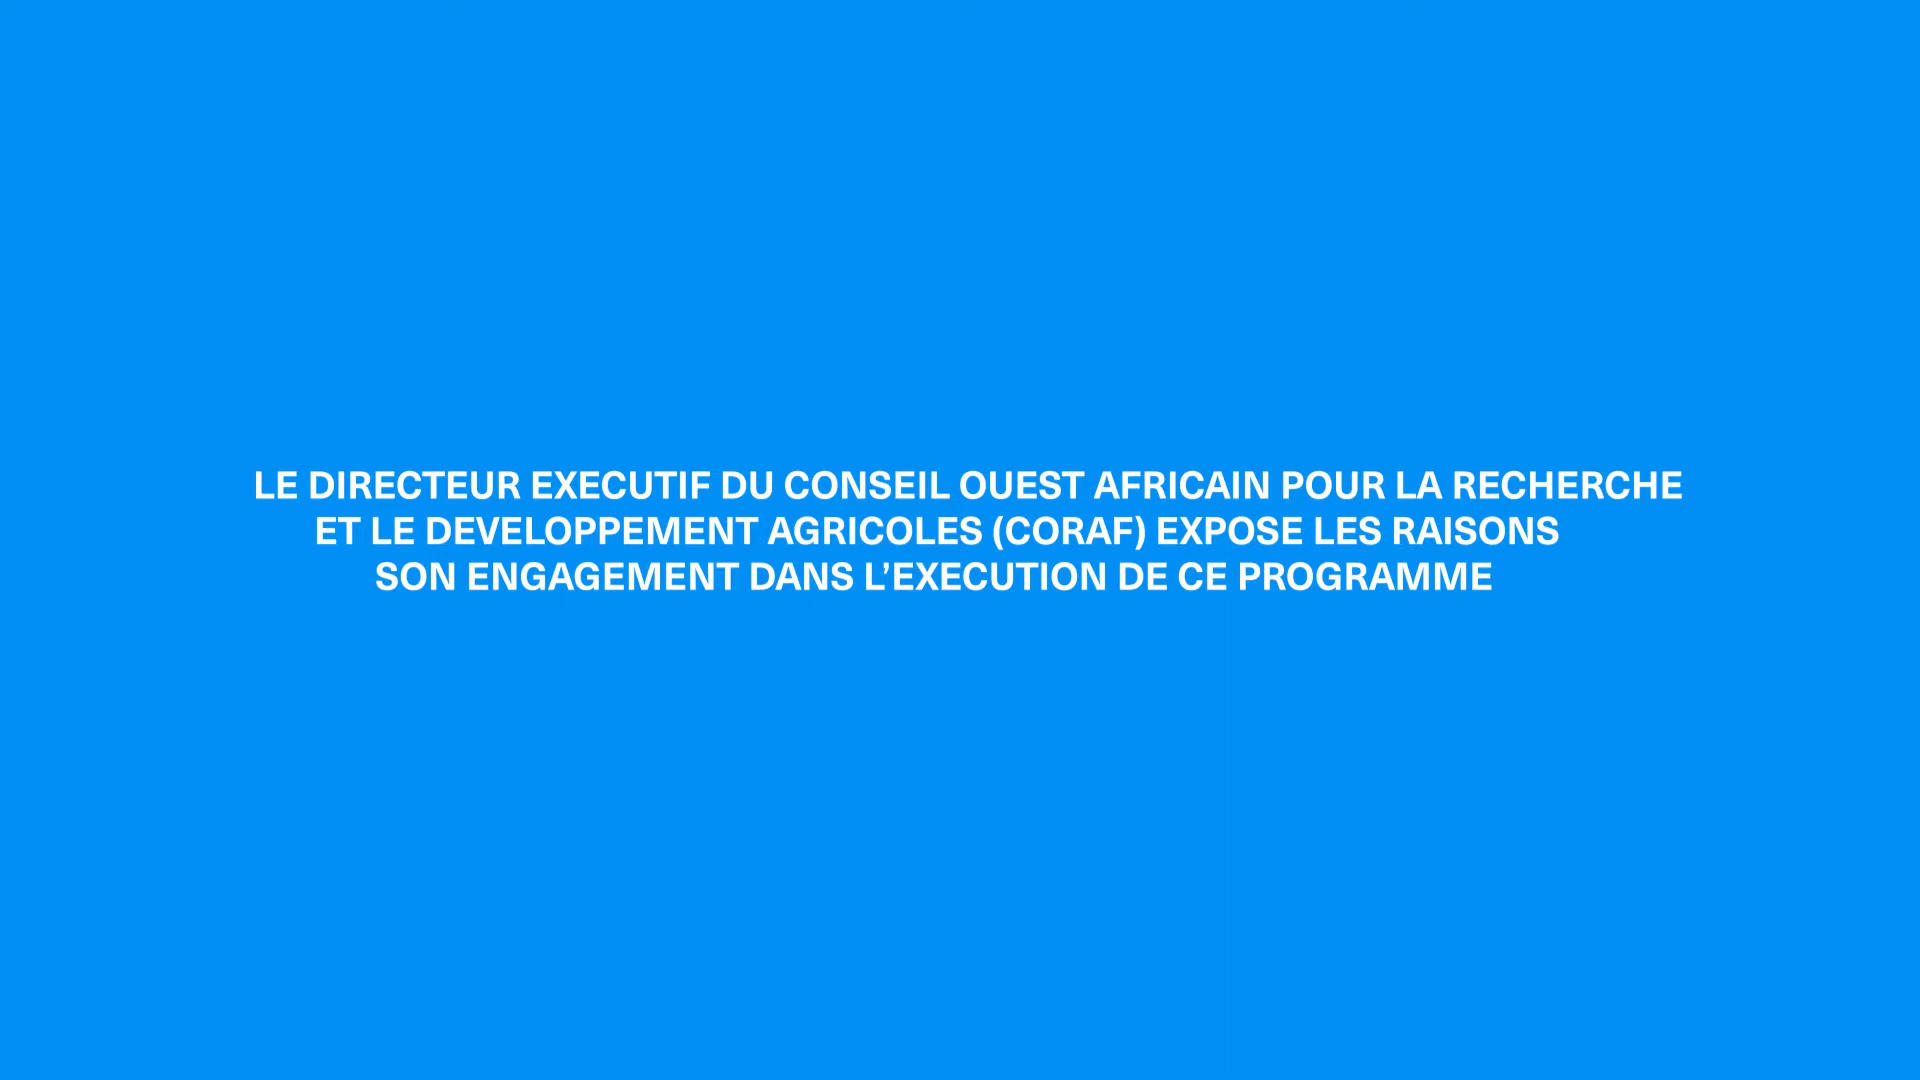 LE DIRECTEUR EXECUTIF DU CONSEIL OUEST AFRICAIN POUR LA RECHERCHE
ET LE DEVELOPPEMENT AGRICOLES (CORAF) EXPOSE LES RAISONS
SON ENGAGEMENT DANS L’EXECUTION DE CE PROGRAMME